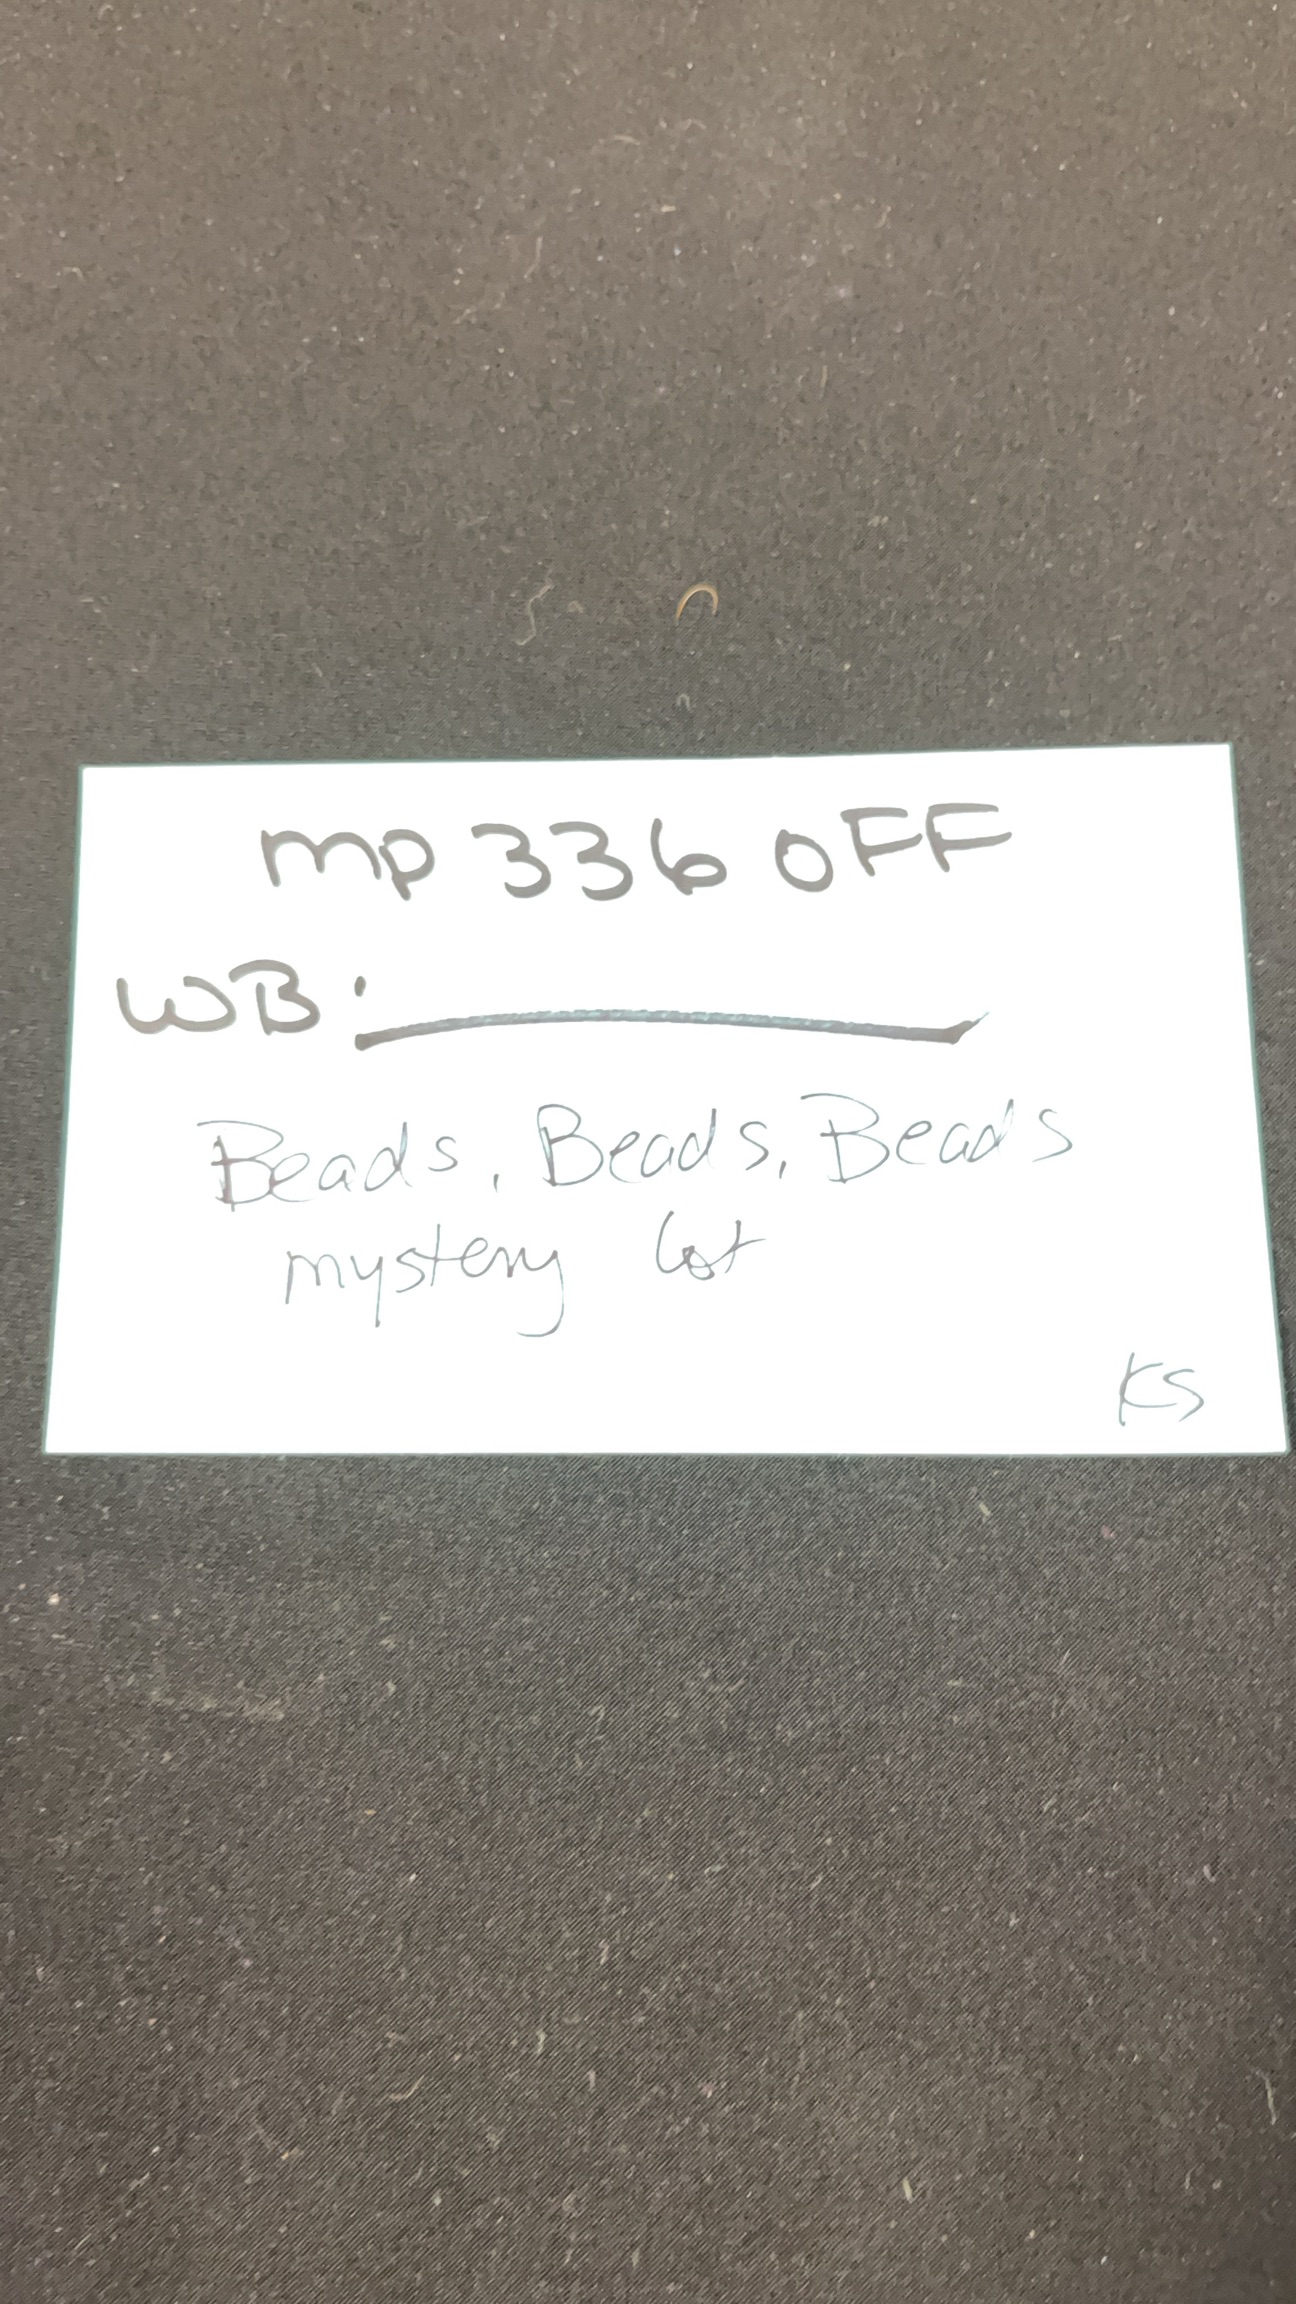 mp 336 OFF
WB:
Beads, Beads, Beads
mystery lot
KS